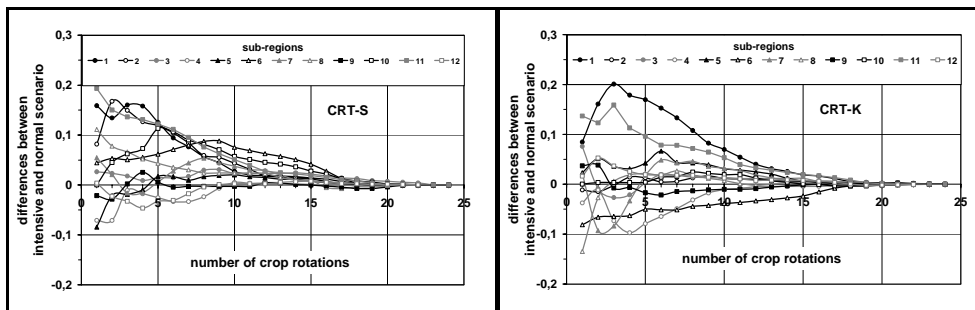 0,3
sub-regions
1 2 3 4 5 6 7 8 9 10 11 12
0,2
CRT-S
0,1
0
0 5 10 15 20 25
-0,1
number of crop rotations
-0,2
differences between
intensive and normal scenario
0,3
sub-regions
1 2 3 4 5 6 7 8 9 10 11 12
0,2
CRT-K
0,1
0
0 5 10 15 20 25
-0,1
number of crop rotations
-0,2
differences between
intensive and normal scenario